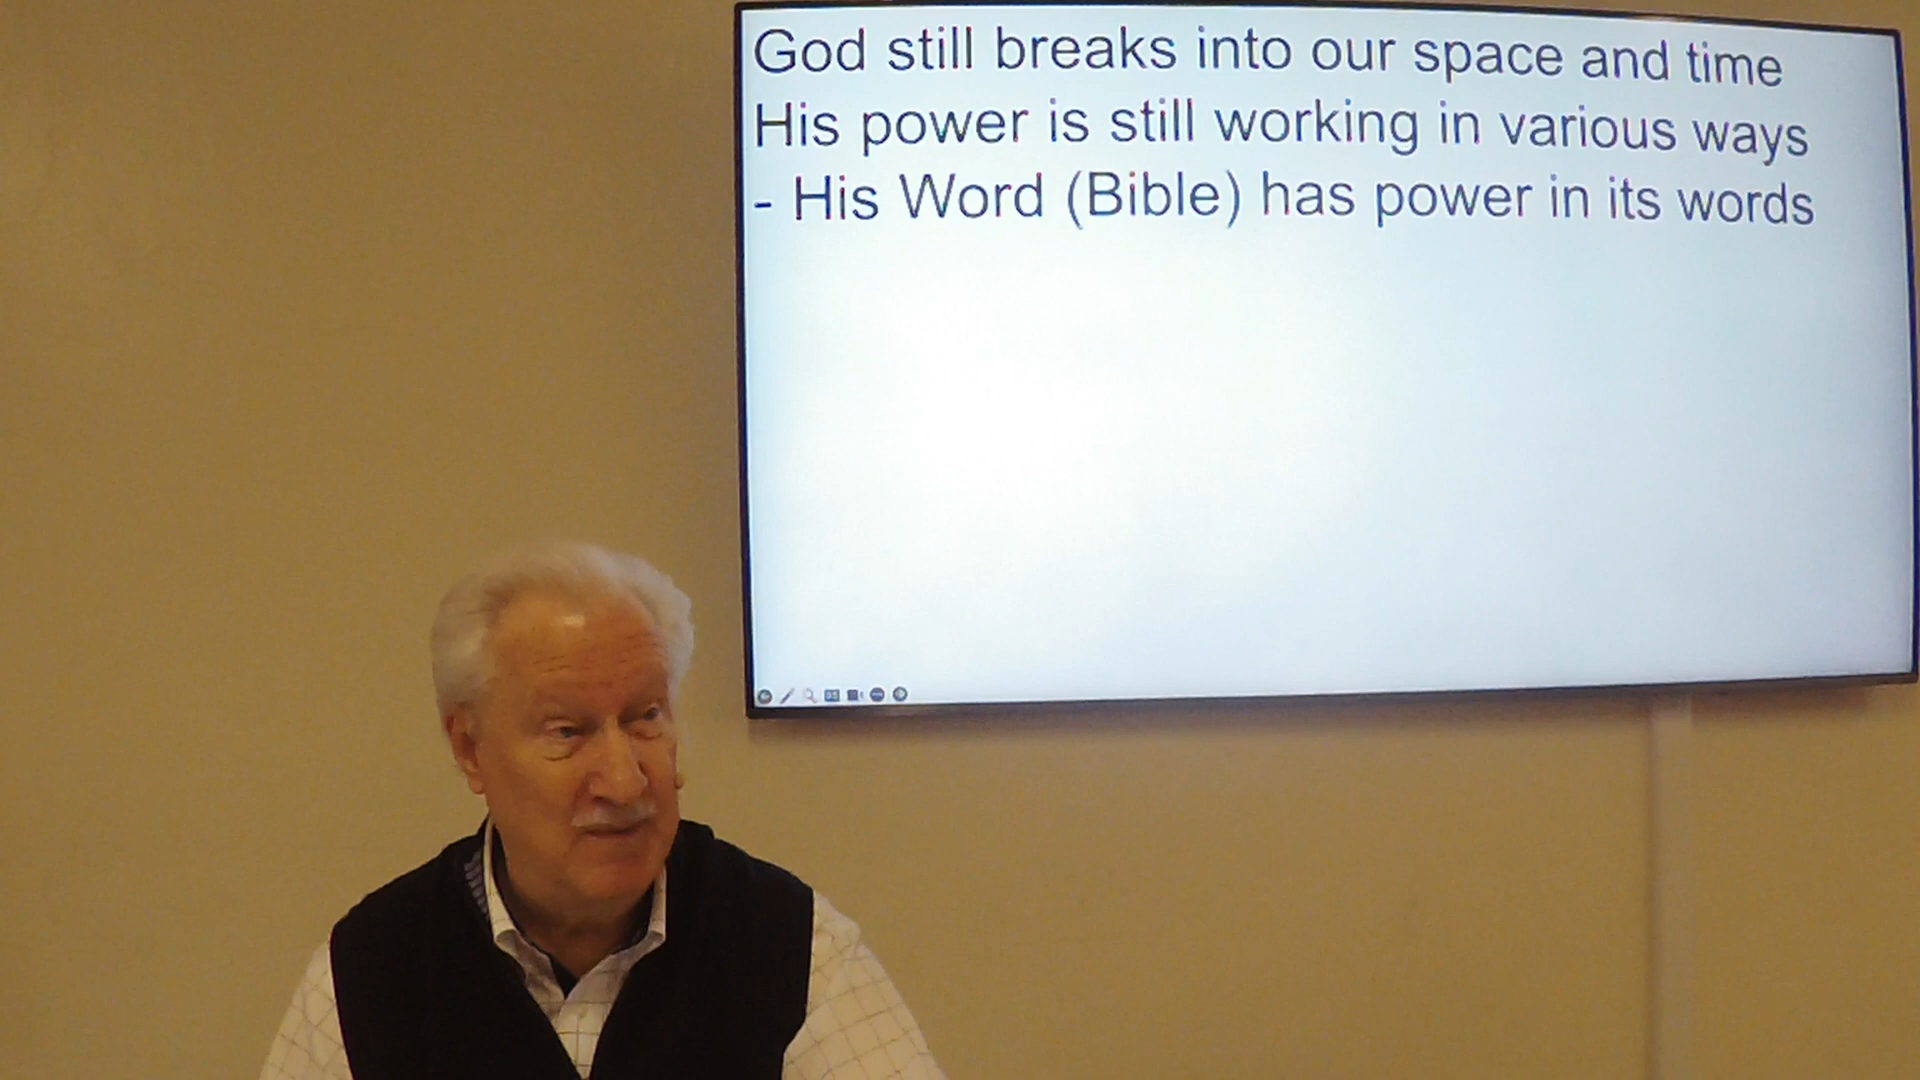 God still breaks into our space and time
His power is still working in various ways
- His Word (Bible) has power in its words